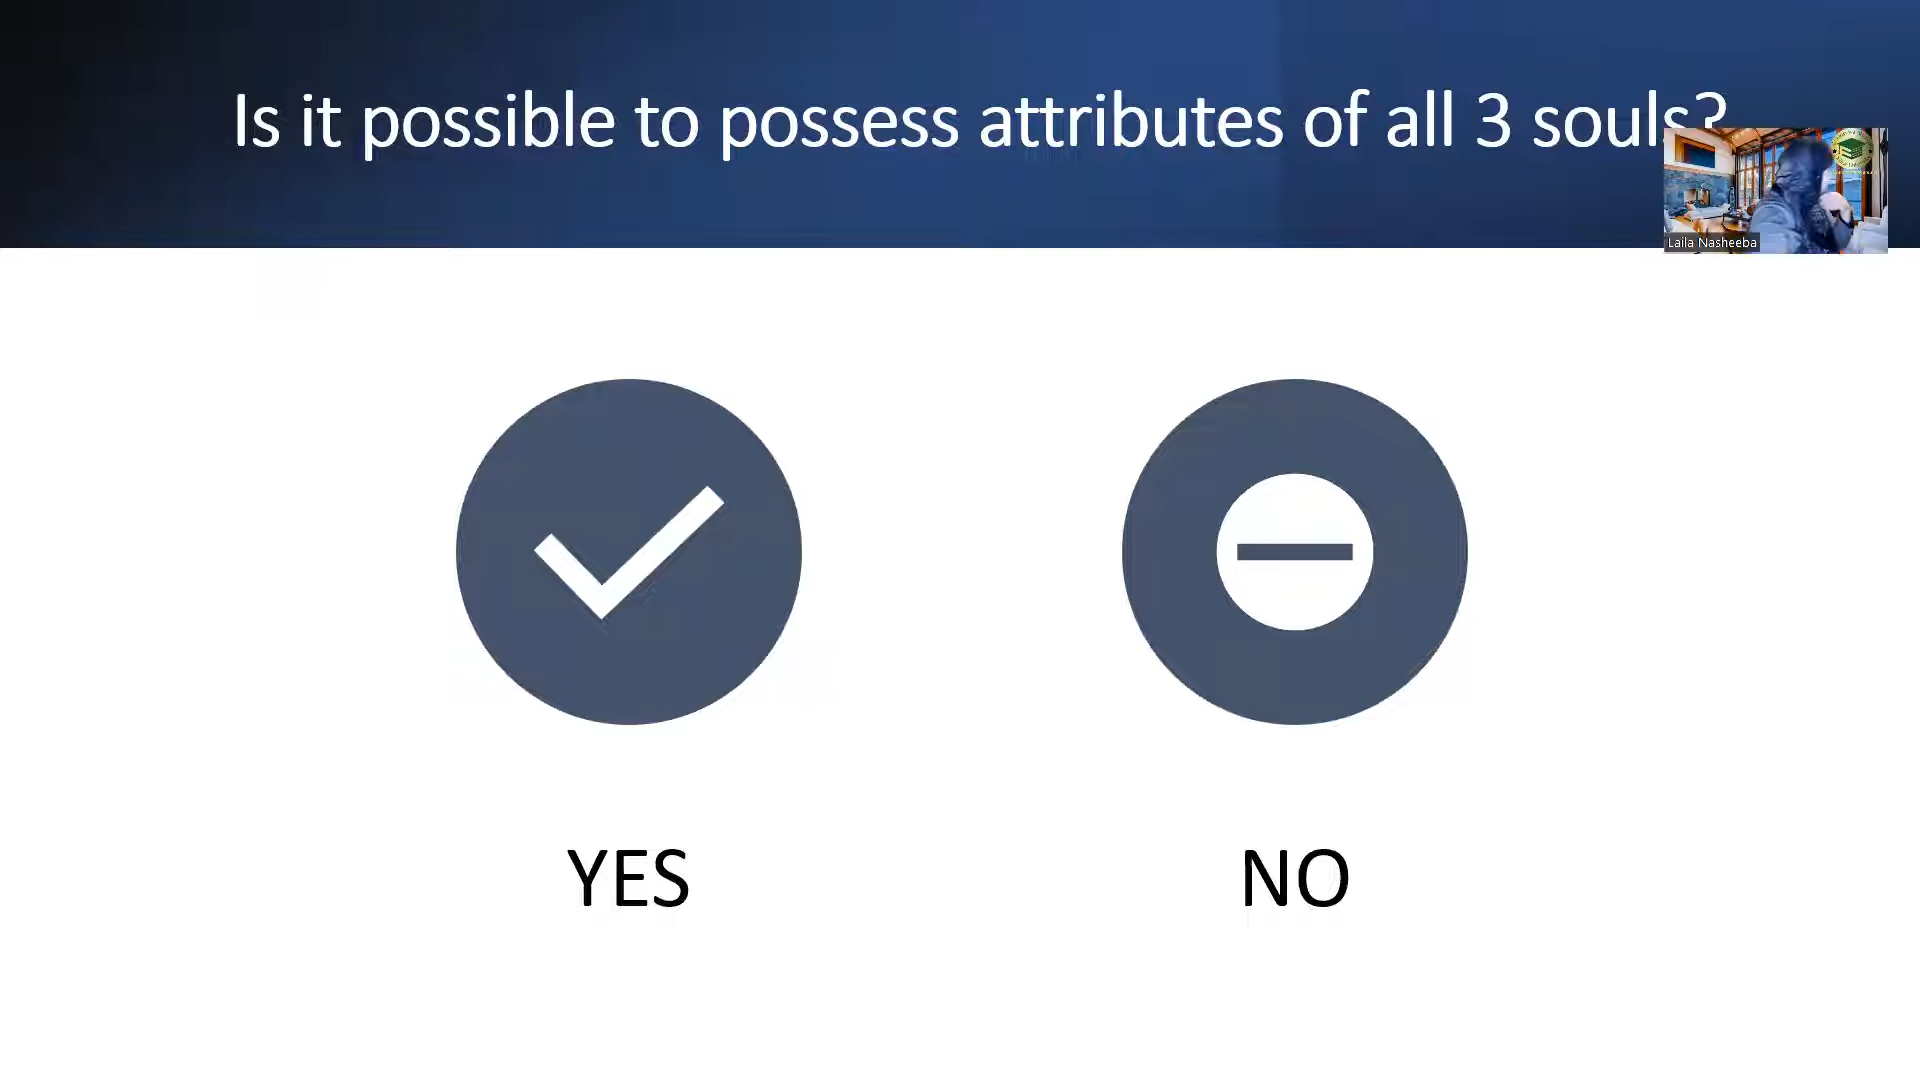 Is it possible to possess attributes of all 3 souls?
Laila Nasheeba
YES
NO